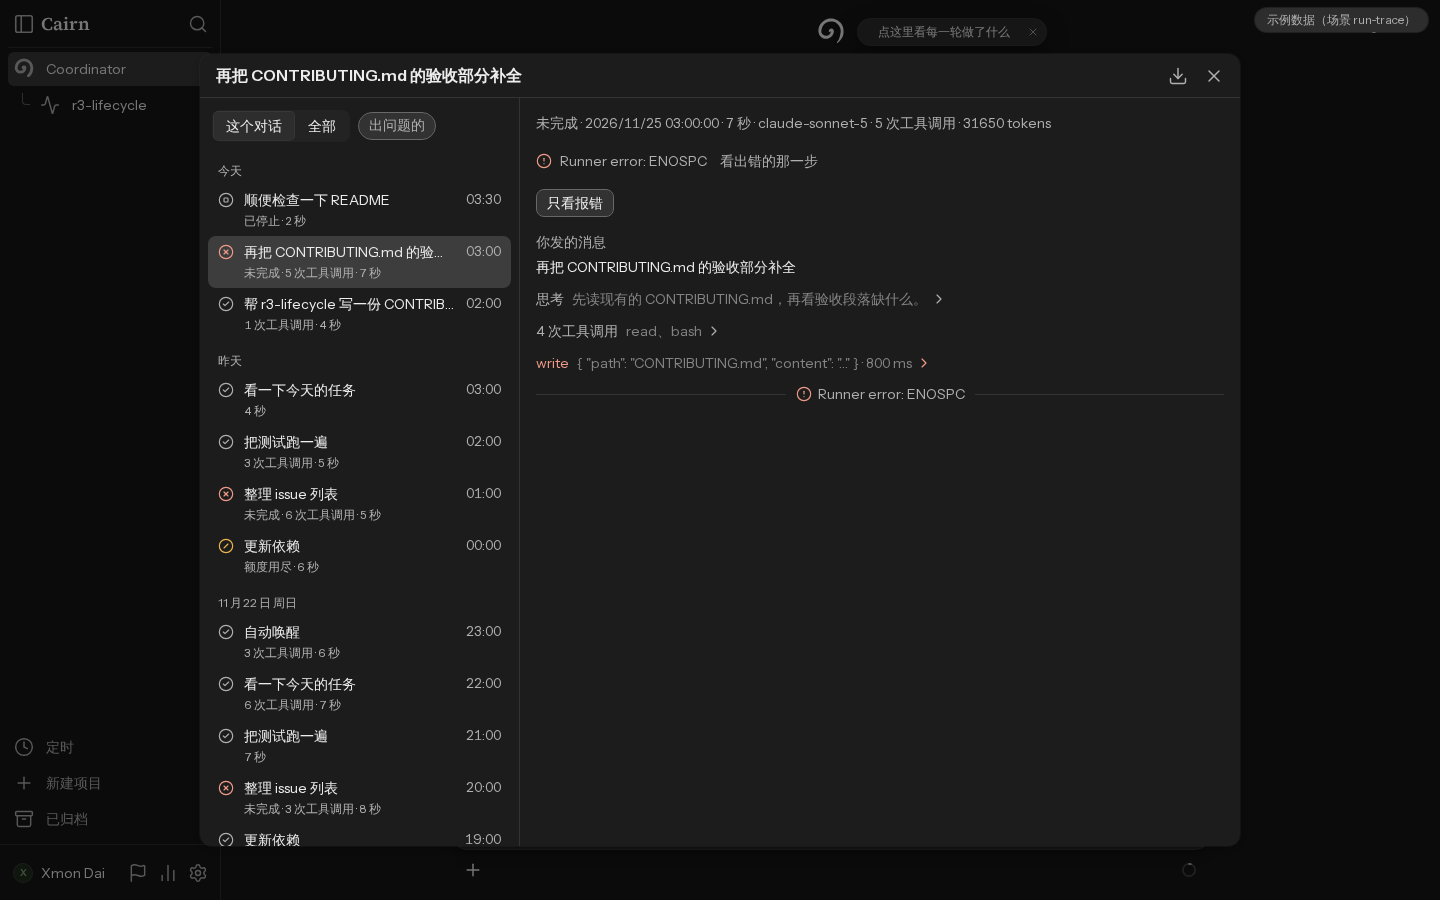 Cairn
点这里看每一轮做了什么
示例数据（场景 run-trace）
Coordinator
r3-lifecycle
定时
新建项目
已归档
X
Xmon Dai
再把 CONTRIBUTING.md 的验收部分补全
这个对话
全部
出问题的
今天
顺便检查一下 README 03:30
已停止 · 2 秒
再把 CONTRIBUTING.md 的验... 03:00
未完成 · 5 次工具调用 · 7 秒
帮 r3-lifecycle 写一份 CONTRIB... 02:00
1 次工具调用 · 4 秒
昨天
看一下今天的任务 03:00
4 秒
把测试跑一遍 02:00
3 次工具调用 · 5 秒
整理 issue 列表 01:00
未完成 · 6 次工具调用 · 5 秒
更新依赖 00:00
额度用尽 · 6 秒
11月22日周日
自动唤醒 23:00
3 次工具调用 · 6 秒
看一下今天的任务 22:00
6 次工具调用 · 7 秒
把测试跑一遍 21:00
7 秒
整理 issue 列表 20:00
未完成 · 3 次工具调用 · 8 秒
更新依赖 19:00
未完成 · 2026/11/25 03:00:00 · 7 秒 · claude-sonnet-5 · 5 次工具调用 · 31650 tokens
Runner error: ENOSPC 看出错的那一步
只看报错
你发的消息
再把 CONTRIBUTING.md 的验收部分补全
思考 先读现有的 CONTRIBUTING.md，再看验收段落缺什么。
4 次工具调用 read、bash
write { "path": "CONTRIBUTING.md", "content": "..." } · 800 ms
Runner error: ENOSPC